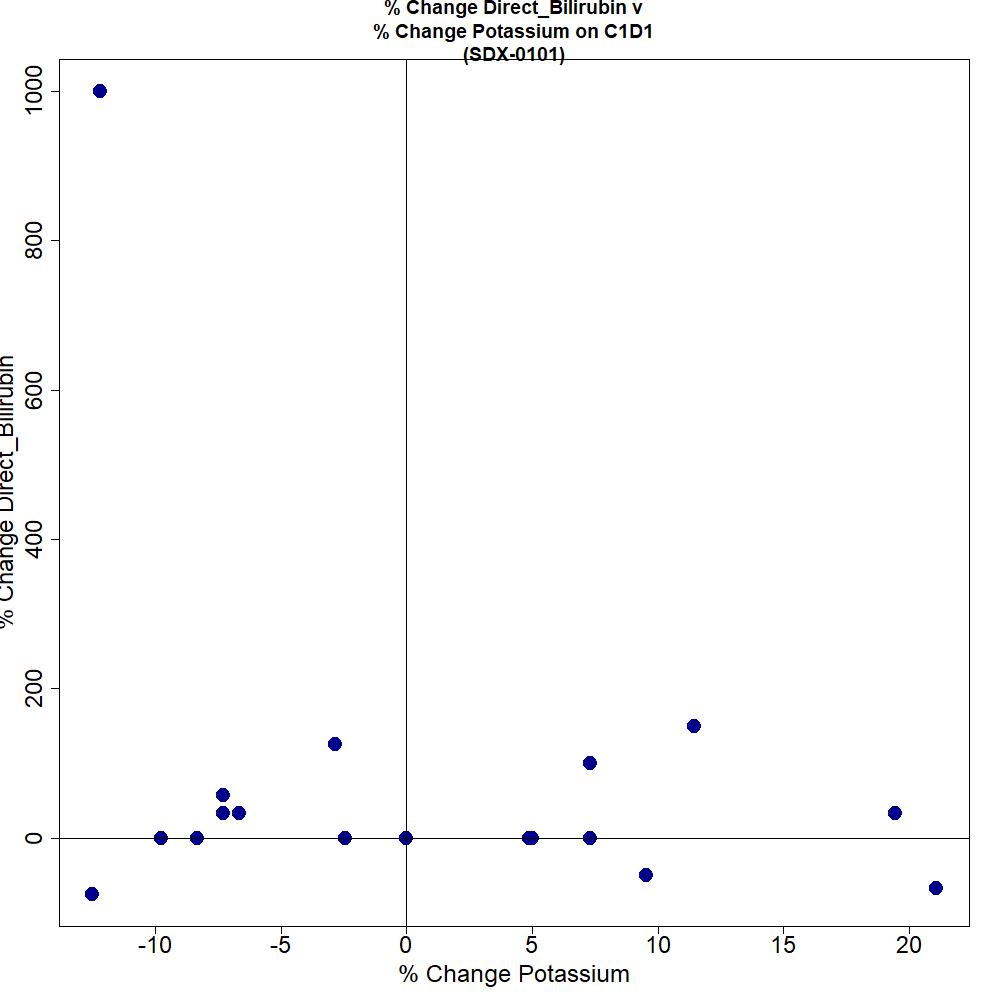 % Change Direct_Bilirubin v
% Change Potassium on C1D1
(SDX-0101)
1000
800
600
400
200
0
% Change Direct_Bilirubin
-10
-5
0
5
10
15
20
% Change Potassium